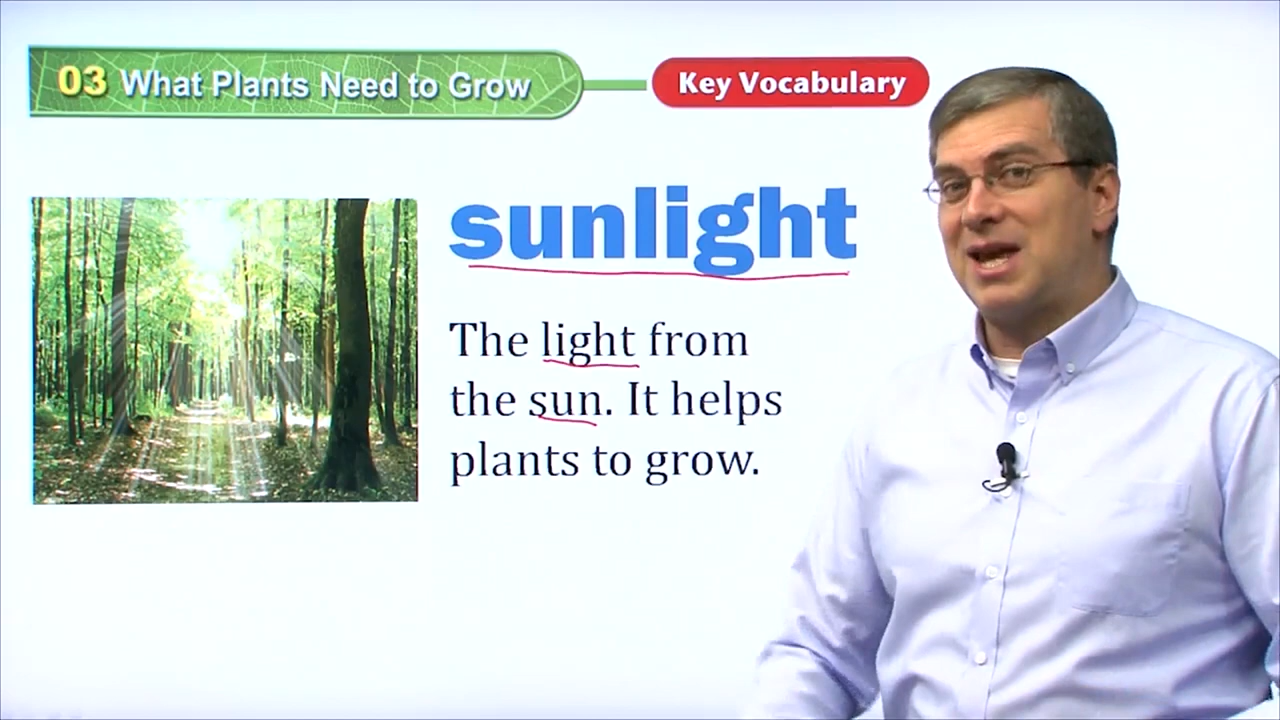 03 What Plants Need to Grow
Key Vocabulary
sunlight
The light from
the sun. It helps
plants to grow.